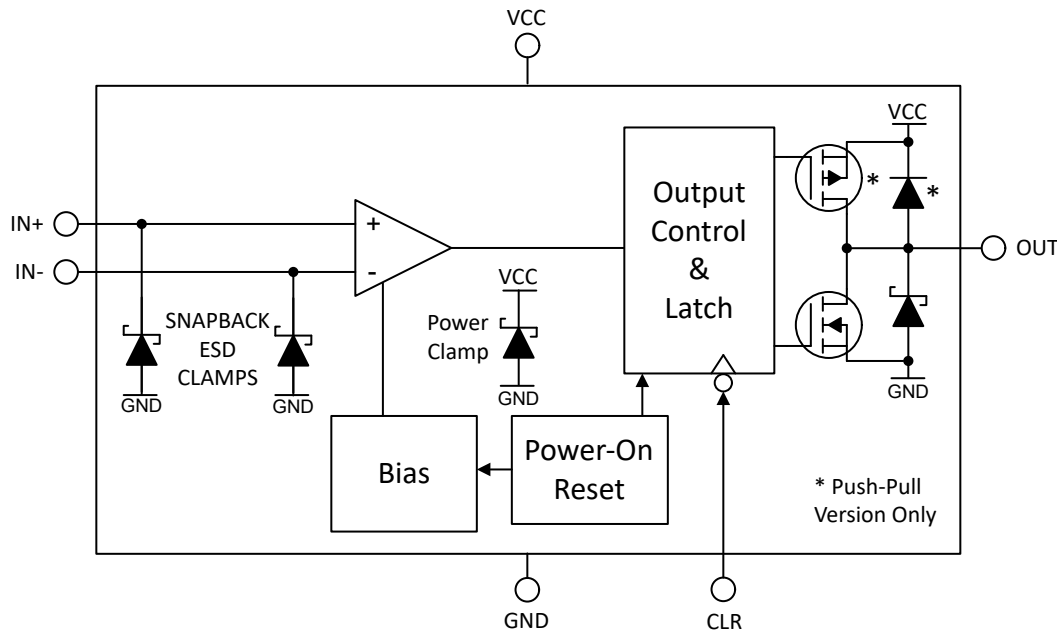 VCC
VCC
*
*
IN+
+
Output
Control
&
Latch
OUT
IN-
-
VCC
SNAPBACK
ESD
CLAMPS
Power
Clamp
GND
GND
GND
GND
Bias
Power-On
Reset
* Push-Pull
Version Only
GND
CLR